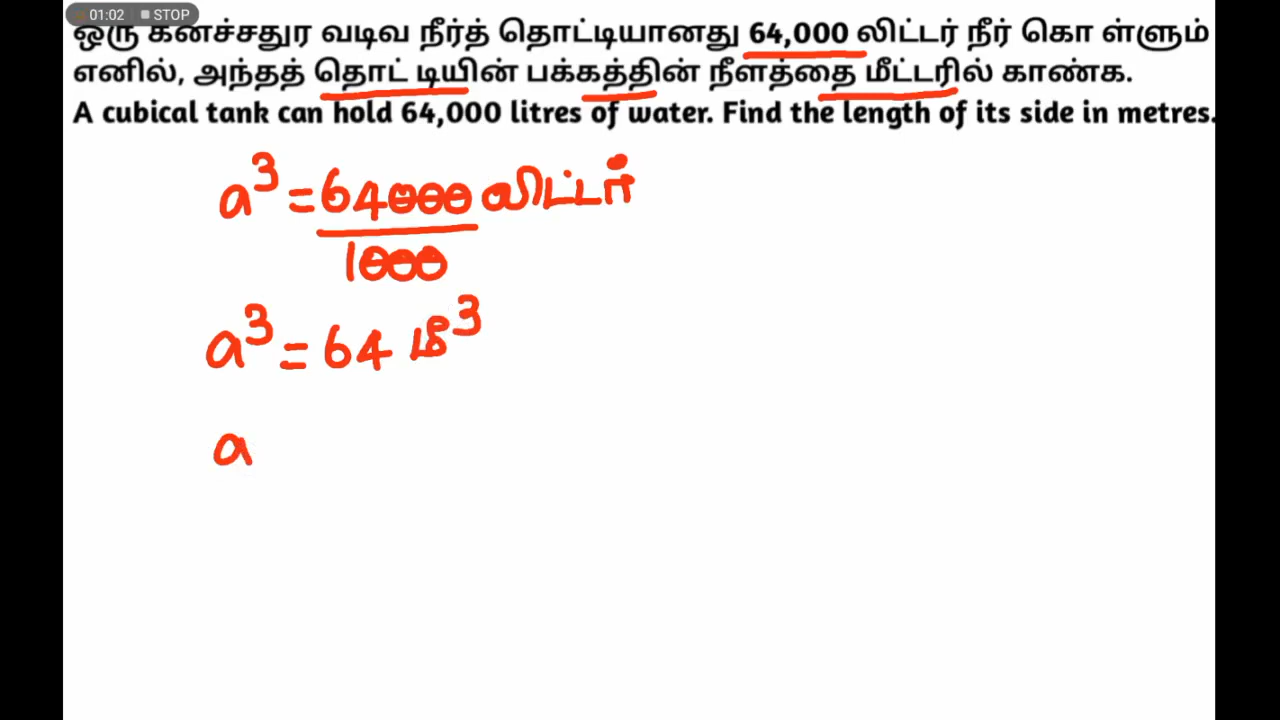 01:02 STOP
ஒரு கனச்சதுர வடிவ நீர்த் தொட்டியானது 64,000 லிட்டர் நீர் கொ ள்ளும்
எனில், அந்தத் தொட் டியின் பக்கத்தின் நீளத்தை மீட்டரில் காண்க.
A cubical tank can hold 64,000 litres of water. Find the length of its side in metres.
a³ = 64000 லிட்டர்
1000
a³ = 64 மீ³
a